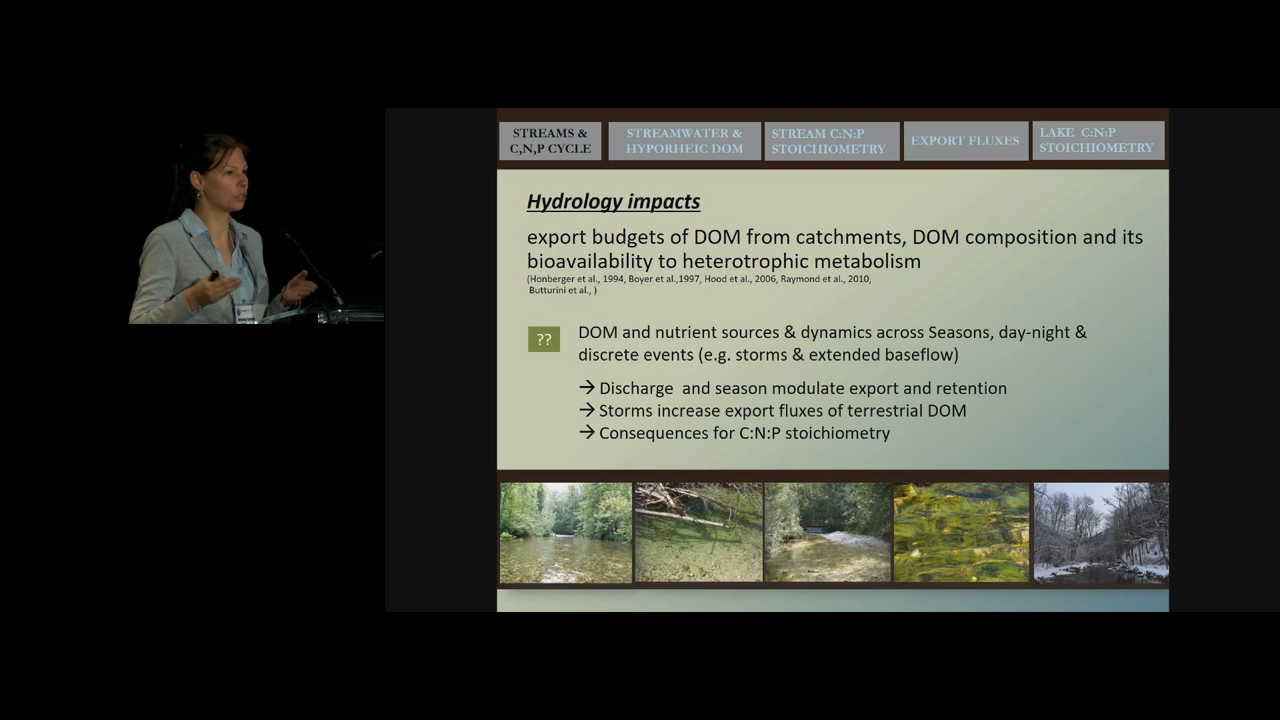 STREAMS &
C,N,P CYCLE
STREAMWATER &
HYPORHEIC DOM
STREAM C:N:P
STOICHIOMETRY
EXPORT FLUXES
LAKE C:N:P
STOICHIOMETRY
Hydrology impacts
export budgets of DOM from catchments, DOM composition and its
bioavailability to heterotrophic metabolism
(Honberger et al., 1994, Boyer et al.,1997, Hood et al., 2006, Raymond et al., 2010,
Butturini et al., )
??
DOM and nutrient sources & dynamics across Seasons, day-night &
discrete events (e.g. storms & extended baseflow)
→ Discharge and season modulate export and retention
→ Storms increase export fluxes of terrestrial DOM
→ Consequences for C:N:P stoichiometry